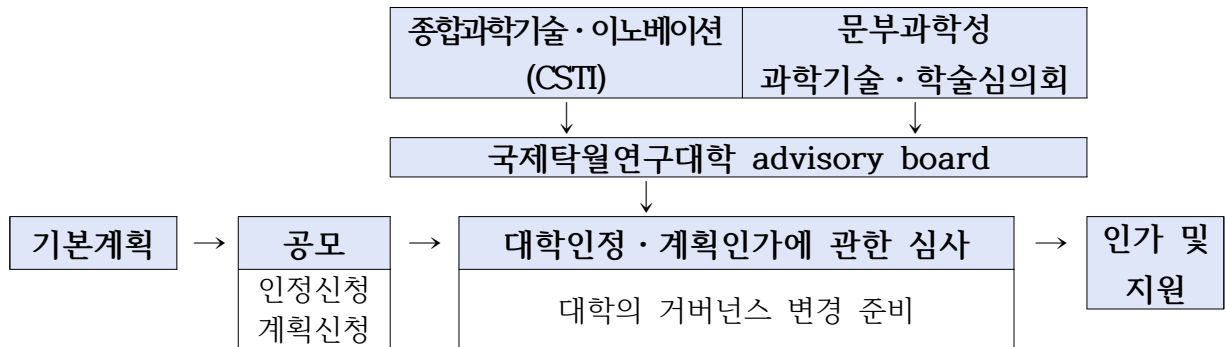 종합과학기술·이노베이션
(CSTI)
문부과학성
과학기술·학술심의회
↓ ↓
국제탁월연구대학 advisory board
↓
기본계획 → 공모 → 대학인정·계획인가에 관한 심사 → 인가 및
지원
인정신청
계획신청
대학의 거버넌스 변경 준비